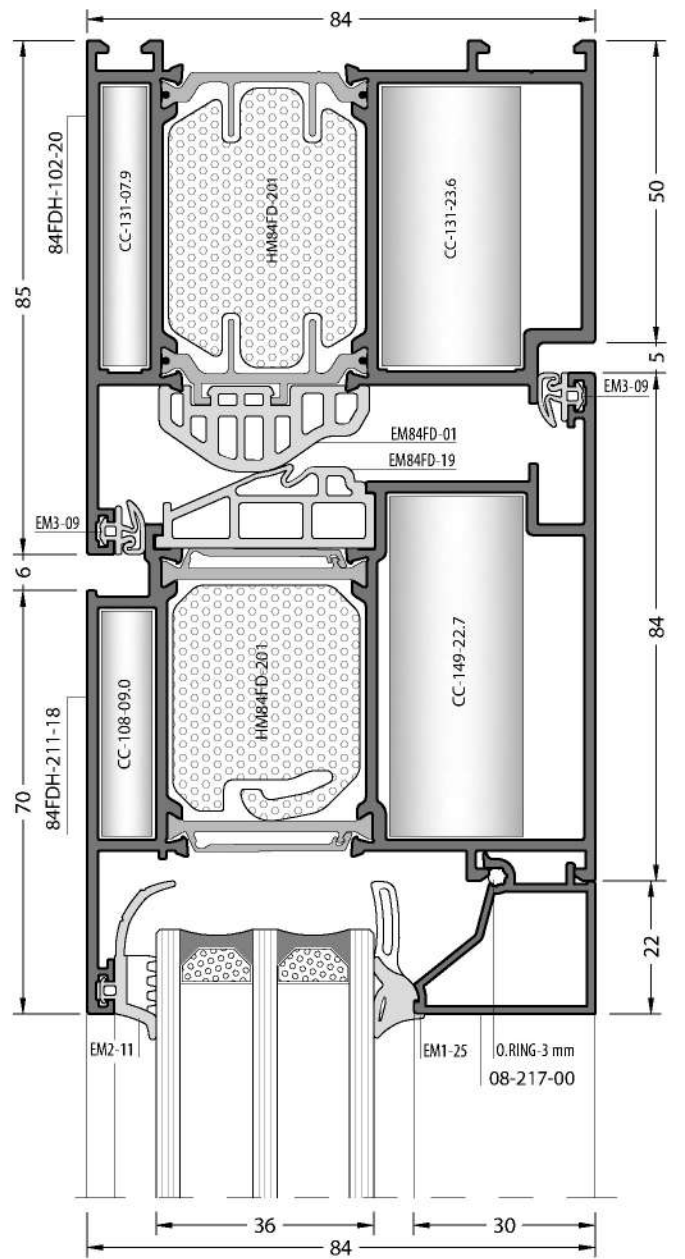 84
84FDH-102-20
CC-131-07.9
HM84FD-201
CC-131-23.6
50
85
5
EM3-09
EM84FD-01
EM84FD-19
EM3-09
6
84FDH-211-18
CC-108-09.0
HM84FD-201
CC-149-22.7
84
70
22
EM2-11
EM1-25
O.RING-3 mm
08-217-00
36
30
84